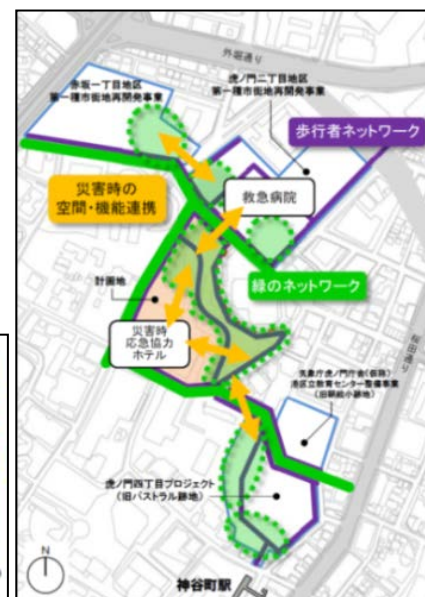 外堀通り
赤坂一丁目地区
第一種市街地再開発事業
虎ノ門二丁目地区
第一種市街地再開発事業
歩行者ネットワーク
災害時の
空間・機能連携
救急病院
計画地
緑のネットワーク
災害時
応急協力
ホテル
桜田通り
気象庁虎ノ門庁舎(仮称)
港区立教育センター整備事業
(旧鞆絵小跡地)
虎ノ門四丁目プロジェクト
(旧パストラル跡地)
N
神谷町駅